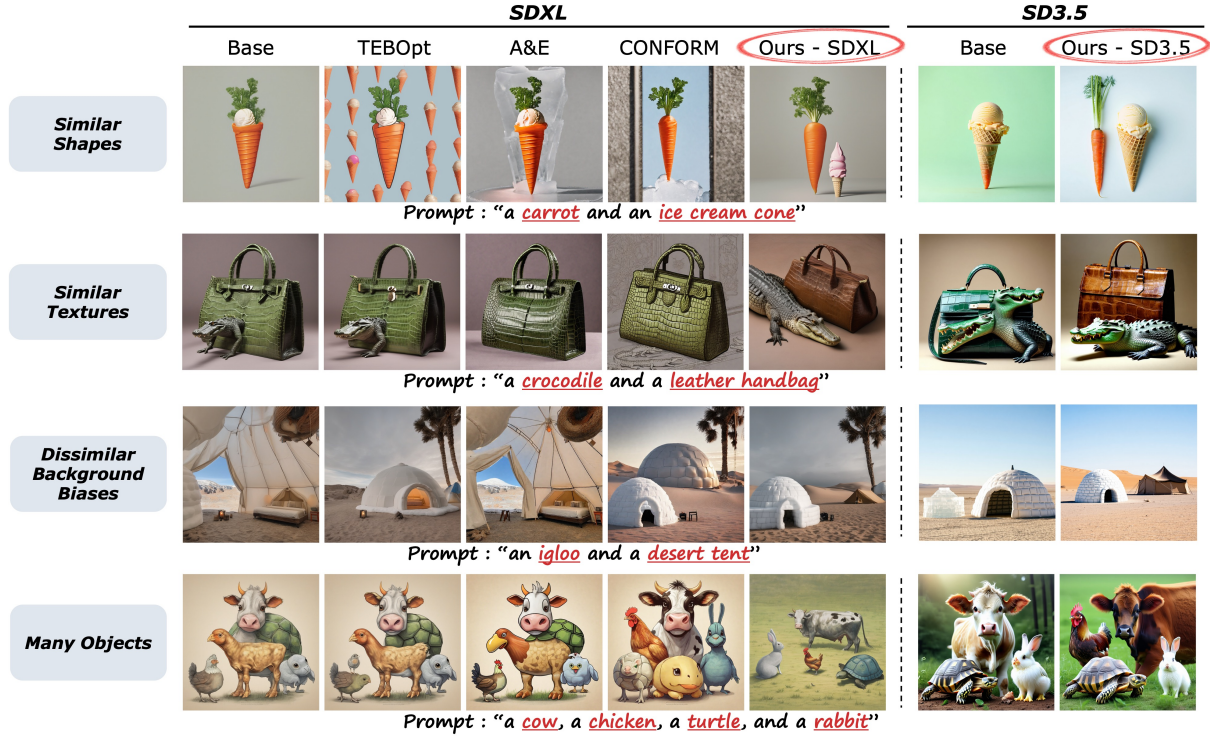 SDXL
SD3.5
Base
TEBOpt
A&E
CONFORM
Ours - SDXL
Base
Ours - SD3.5
Similar
Shapes
Prompt : “a carrot and an ice cream cone”
Similar
Textures
Prompt : “a crocodile and a leather handbag”
Dissimilar
Background
Biases
Prompt : “an igloo and a desert tent”
Many Objects
Prompt : “a cow, a chicken, a turtle, and a rabbit”